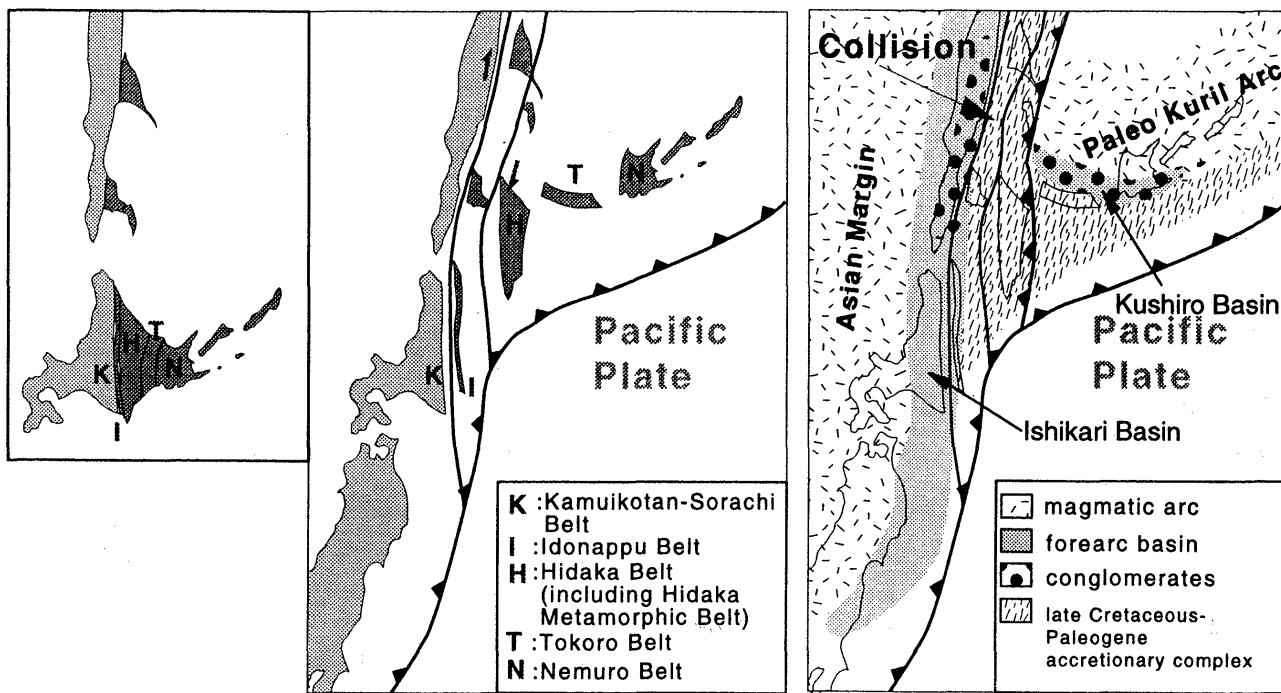 K
H
T
N
I
K
I
H
T
N
Pacific
Plate
K :Kamuikotan-Sorachi
Belt
I :Idonappu Belt
H :Hidaka Belt
(including Hidaka
Metamorphic Belt)
T :Tokoro Belt
N :Nemuro Belt
Collision
Asian Margin
Paleo Kuril Arc
Kushiro Basin
Pacific
Plate
Ishikari Basin
magmatic arc
forearc basin
conglomerates
late Cretaceous-
Paleogene
accretionary complex